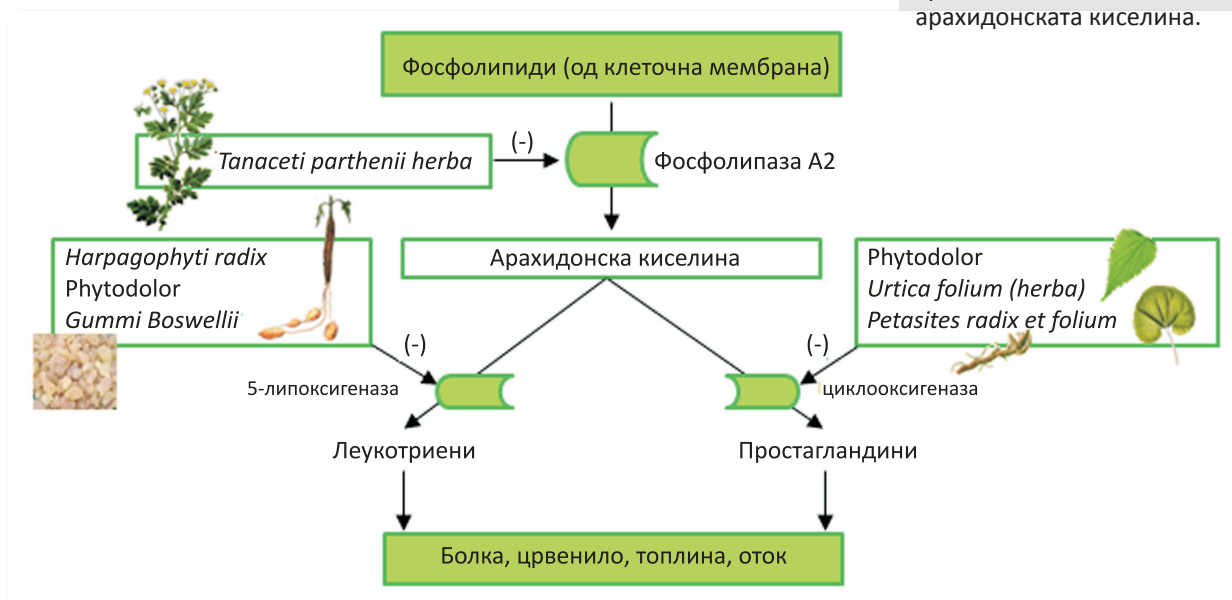 арахидонската киселина.
Фосфолипиди (од клеточна мембрана)
Tanaceti parthenii herba
(-)
Фосфолипаза А2
Harpagophyti radix
Phytodolor
Gummi Boswellii
Арахидонска киселина
Phytodolor
Urtica folium (herba)
Petasites radix et folium
(-)
(-)
5-липоксигеназа
циклооксигеназа
Леукотриени
Простагландини
Болка, црвенило, топлина, оток